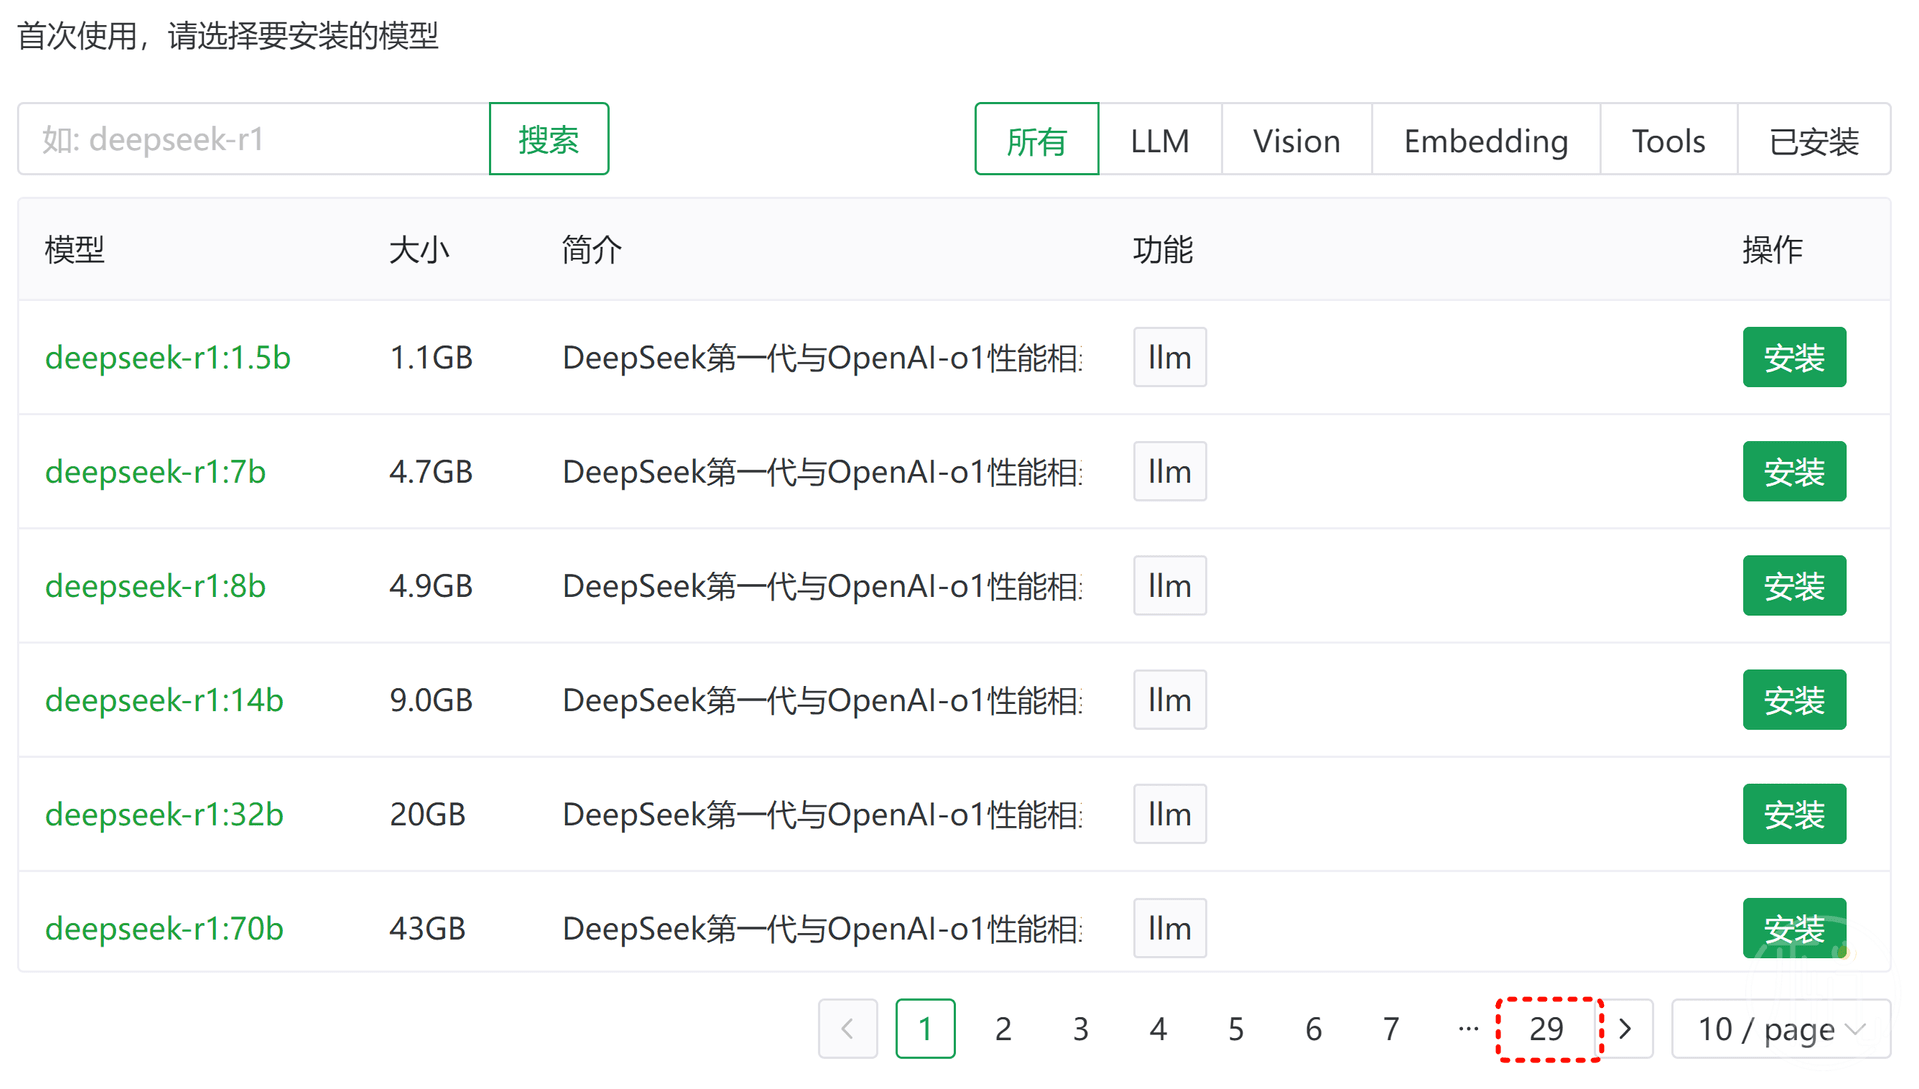 首次使用，请选择要安装的模型
如: deepseek-r1 搜索 所有 LLM Vision Embedding Tools 已安装
模型 大小 简介 功能 操作
deepseek-r1:1.5b 1.1GB DeepSeek第一代与OpenAI-o1性能相 llm 安装
deepseek-r1:7b 4.7GB DeepSeek第一代与OpenAI-o1性能相 llm 安装
deepseek-r1:8b 4.9GB DeepSeek第一代与OpenAI-o1性能相 llm 安装
deepseek-r1:14b 9.0GB DeepSeek第一代与OpenAI-o1性能相 llm 安装
deepseek-r1:32b 20GB DeepSeek第一代与OpenAI-o1性能相 llm 安装
deepseek-r1:70b 43GB DeepSeek第一代与OpenAI-o1性能相 llm 安装
1 2 3 4 5 6 7 ... 29 10 / page